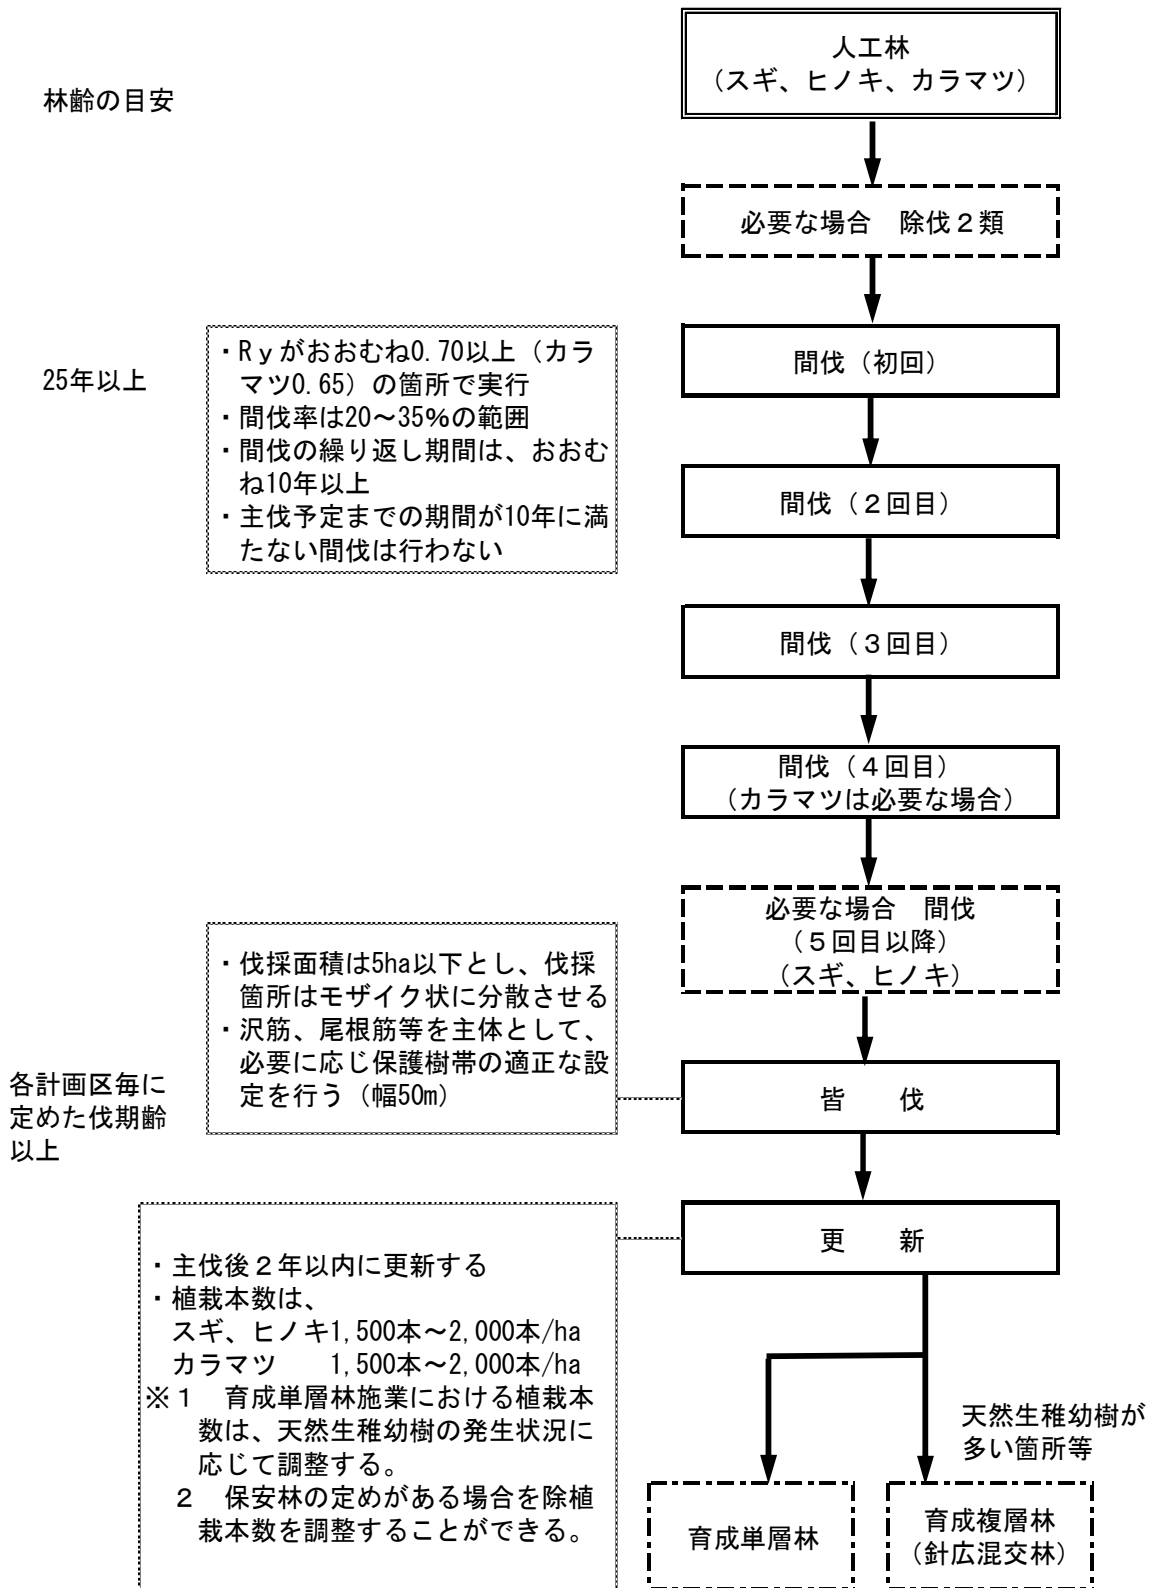 人工林
（スギ、ヒノキ、カラマツ）
林齢の目安
必要な場合　除伐２類
25年以上
・Ｒｙがおおむね0.70以上（カラ
マツ0.65）の箇所で実行
・間伐率は20～35%の範囲
・間伐の繰り返し期間は、おおむ
ね10年以上
・主伐予定までの期間が10年に満
たない間伐は行わない
間伐（初回）
間伐（２回目）
間伐（３回目）
間伐（４回目）
（カラマツは必要な場合）
必要な場合　間伐
（５回目以降）
（スギ、ヒノキ）
・伐採面積は5ha以下とし、伐採
箇所はモザイク状に分散させる
・沢筋、尾根筋等を主体として、
必要に応じ保護樹帯の適正な設
定を行う（幅50m）
各計画区毎に
定めた伐期齢
以上
皆　　伐
更　　新
・主伐後２年以内に更新する
・植栽本数は、
スギ、ヒノキ1,500本～2,000本/ha
カラマツ　　1,500本～2,000本/ha
※１　育成単層林施業における植栽本
数は、天然生稚幼樹の発生状況に
応じて調整する。
２　保安林の定めがある場合を除植
栽本数を調整することができる。
天然生稚幼樹が
多い箇所等
育成単層林
育成複層林
（針広混交林）